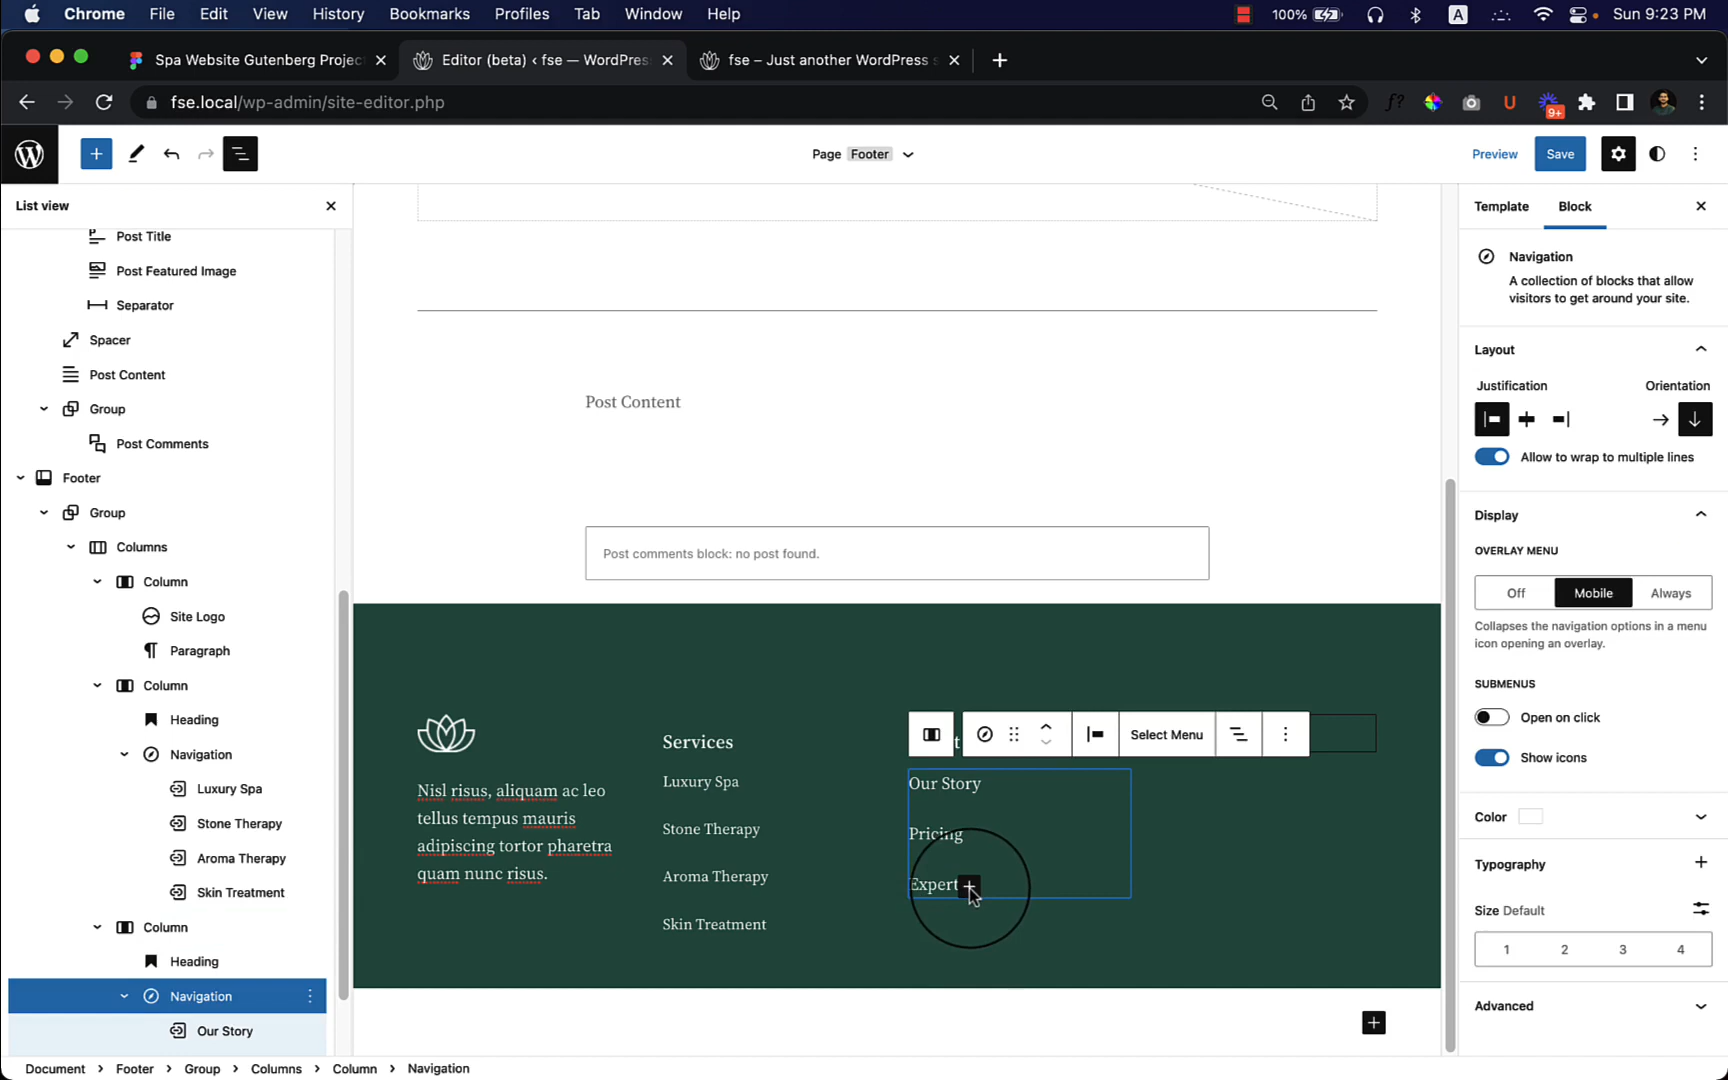 Chrome File Edit View History Bookmarks Profiles Tab Window Help 100% A Sun 9:23 PM
Spa Website Gutenberg Projec Editor (beta) ‹ fse — WordPres fse – Just another WordPress s
fse.local/wp-admin/site-editor.php f? U 9+
Page Footer Preview Save
List view
Post Title
Post Featured Image
Separator
Spacer
Post Content
Group
Post Comments
Footer
Group
Columns
Column
Site Logo
Paragraph
Column
Heading
Navigation
Luxury Spa
Stone Therapy
Aroma Therapy
Skin Treatment
Column
Heading
Navigation
Our Story
Post Content
Post comments block: no post found.
Nisl risus, aliquam ac leo
tellus tempus mauris
adipiscing tortor pharetra
quam nunc risus.
Services
Luxury Spa
Stone Therapy
Aroma Therapy
Skin Treatment
t
Select Menu
Our Story
Pricing
Expert
Template Block
Navigation
A collection of blocks that allow
visitors to get around your site.
Layout
Justification Orientation
Allow to wrap to multiple lines
Display
OVERLAY MENU
Off Mobile Always
Collapses the navigation options in a menu
icon opening an overlay.
SUBMENUS
Open on click
Show icons
Color
Typography
Size Default
1 2 3 4
Advanced
Document Footer Group Columns Column Navigation